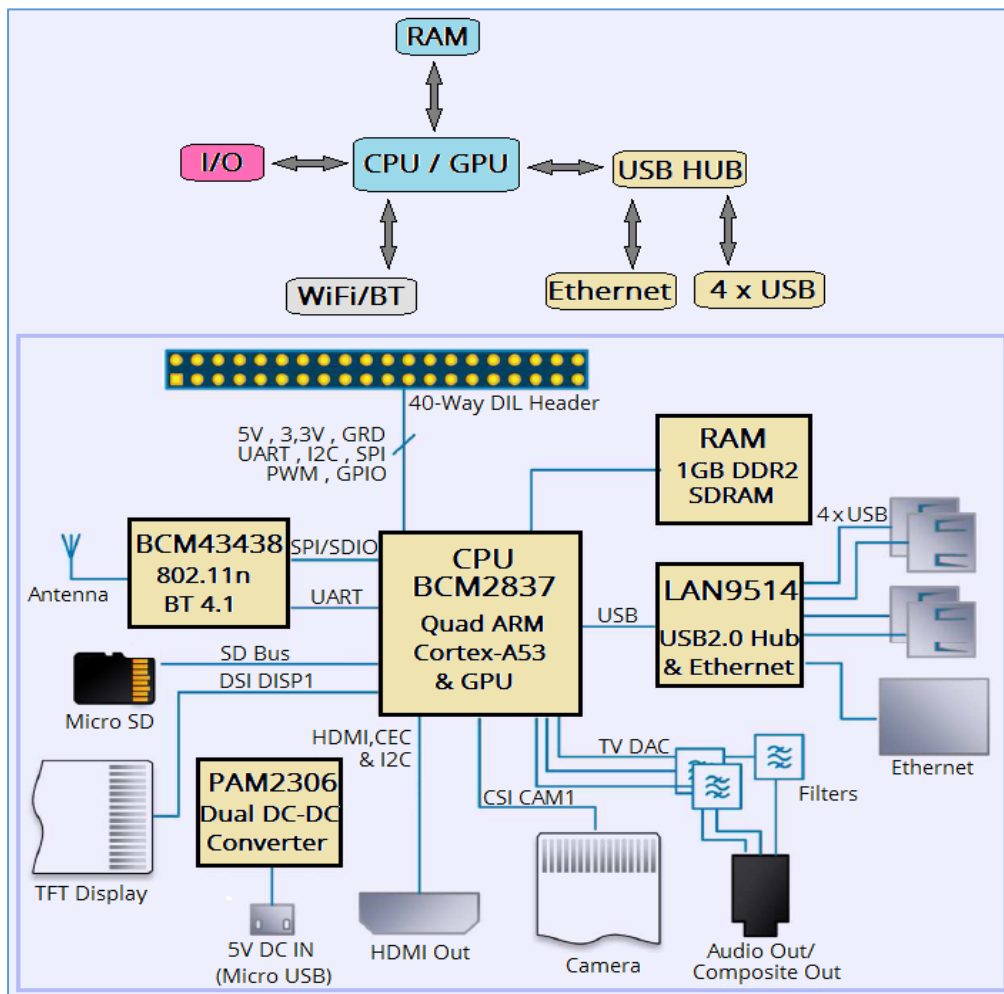 RAM
I/O
CPU / GPU
USB HUB
WiFi/BT
Ethernet
4 x USB
40-Way DIL Header
5V , 3,3V , GRD
UART , I2C , SPI
PWM , GPIO
RAM
1GB DDR2
SDRAM
4 x USB
BCM43438
802.11n
BT 4.1
SPI/SDIO
UART
Antenna
CPU
BCM2837
Quad ARM
Cortex-A53
& GPU
USB
LAN9514
USB2.0 Hub
& Ethernet
SD Bus
DSI DISP1
Micro SD
HDMI,CEC
& I2C
TV DAC
Ethernet
PAM2306
Dual DC-DC
Converter
CSI CAM1
Filters
TFT Display
5V DC IN
(Micro USB)
HDMI Out
Camera
Audio Out/
Composite Out